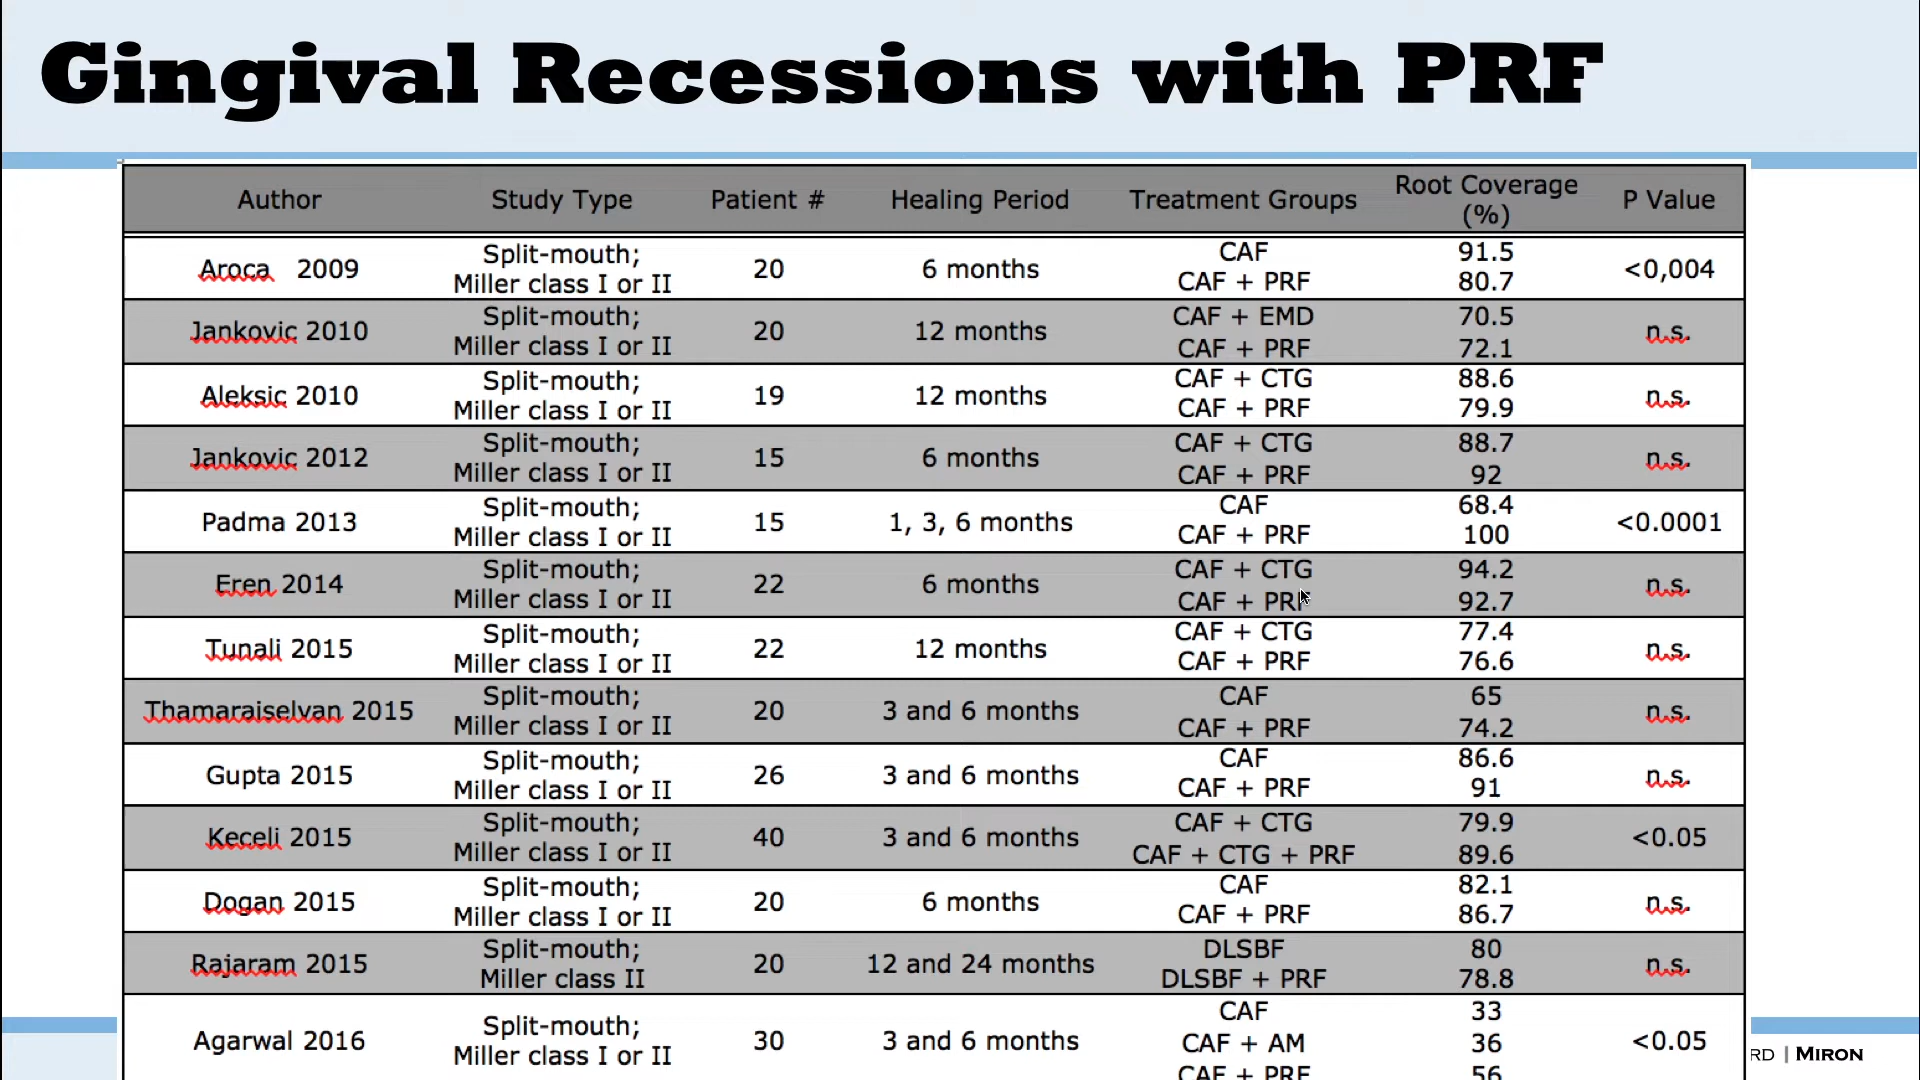 Gingival Recessions with PRF
Author Study Type Patient # Healing Period Treatment Groups Root Coverage (%) P Value
Aroca 2009 Split-mouth; Miller class I or II 20 6 months CAF 91.5 <0,004
CAF + PRF 80.7
Jankovic 2010 Split-mouth; Miller class I or II 20 12 months CAF + EMD 70.5 n.s.
CAF + PRF 72.1
Aleksic 2010 Split-mouth; Miller class I or II 19 12 months CAF + CTG 88.6 n.s.
CAF + PRF 79.9
Jankovic 2012 Split-mouth; Miller class I or II 15 6 months CAF + CTG 88.7 n.s.
CAF + PRF 92
Padma 2013 Split-mouth; Miller class I or II 15 1, 3, 6 months CAF 68.4 <0.0001
CAF + PRF 100
Eren 2014 Split-mouth; Miller class I or II 22 6 months CAF + CTG 94.2 n.s.
CAF + PRF 92.7
Tunali 2015 Split-mouth; Miller class I or II 22 12 months CAF + CTG 77.4 n.s.
CAF + PRF 76.6
Thamaraiselvan 2015 Split-mouth; Miller class I or II 20 3 and 6 months CAF 65 n.s.
CAF + PRF 74.2
Gupta 2015 Split-mouth; Miller class I or II 26 3 and 6 months CAF 86.6 n.s.
CAF + PRF 91
Keceli 2015 Split-mouth; Miller class I or II 40 3 and 6 months CAF + CTG 79.9 <0.05
CAF + CTG + PRF 89.6
Dogan 2015 Split-mouth; Miller class I or II 20 6 months CAF 82.1 n.s.
CAF + PRF 86.7
Rajaram 2015 Split-mouth; Miller class II 20 12 and 24 months DLSBF 80 n.s.
DLSBF + PRF 78.8
Agarwal 2016 Split-mouth; Miller class I or II 30 3 and 6 months CAF 33 <0.05
CAF + AM 36
CAF + PRF 56
RD | MIRON